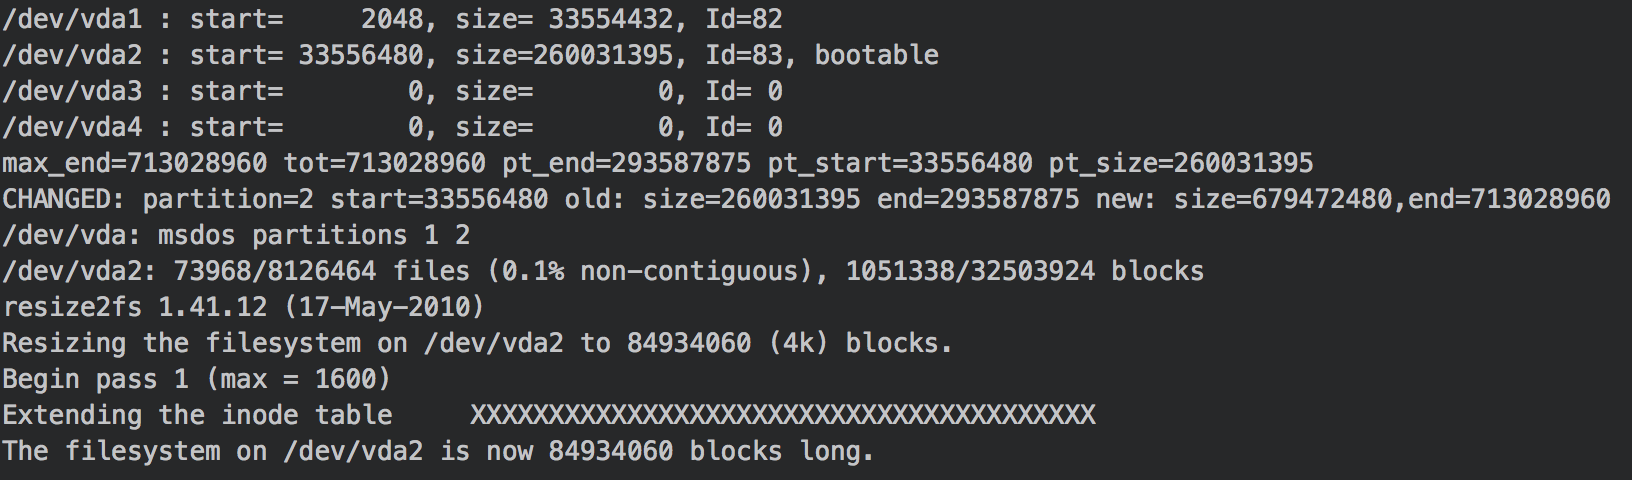 /dev/vda1 : start=     2048, size= 33554432, Id=82
/dev/vda2 : start= 33556480, size=260031395, Id=83, bootable
/dev/vda3 : start=        0, size=        0, Id= 0
/dev/vda4 : start=        0, size=        0, Id= 0
max_end=713028960 tot=713028960 pt_end=293587875 pt_start=33556480 pt_size=260031395
CHANGED: partition=2 start=33556480 old: size=260031395 end=293587875 new: size=679472480,end=713028960
/dev/vda: msdos partitions 1 2
/dev/vda2: 73968/8126464 files (0.1% non-contiguous), 1051338/32503924 blocks
resize2fs 1.41.12 (17-May-2010)
Resizing the filesystem on /dev/vda2 to 84934060 (4k) blocks.
Begin pass 1 (max = 1600)
Extending the inode table     XXXXXXXXXXXXXXXXXXXXXXXXXXXXXXXXXXXXXXXX
The filesystem on /dev/vda2 is now 84934060 blocks long.